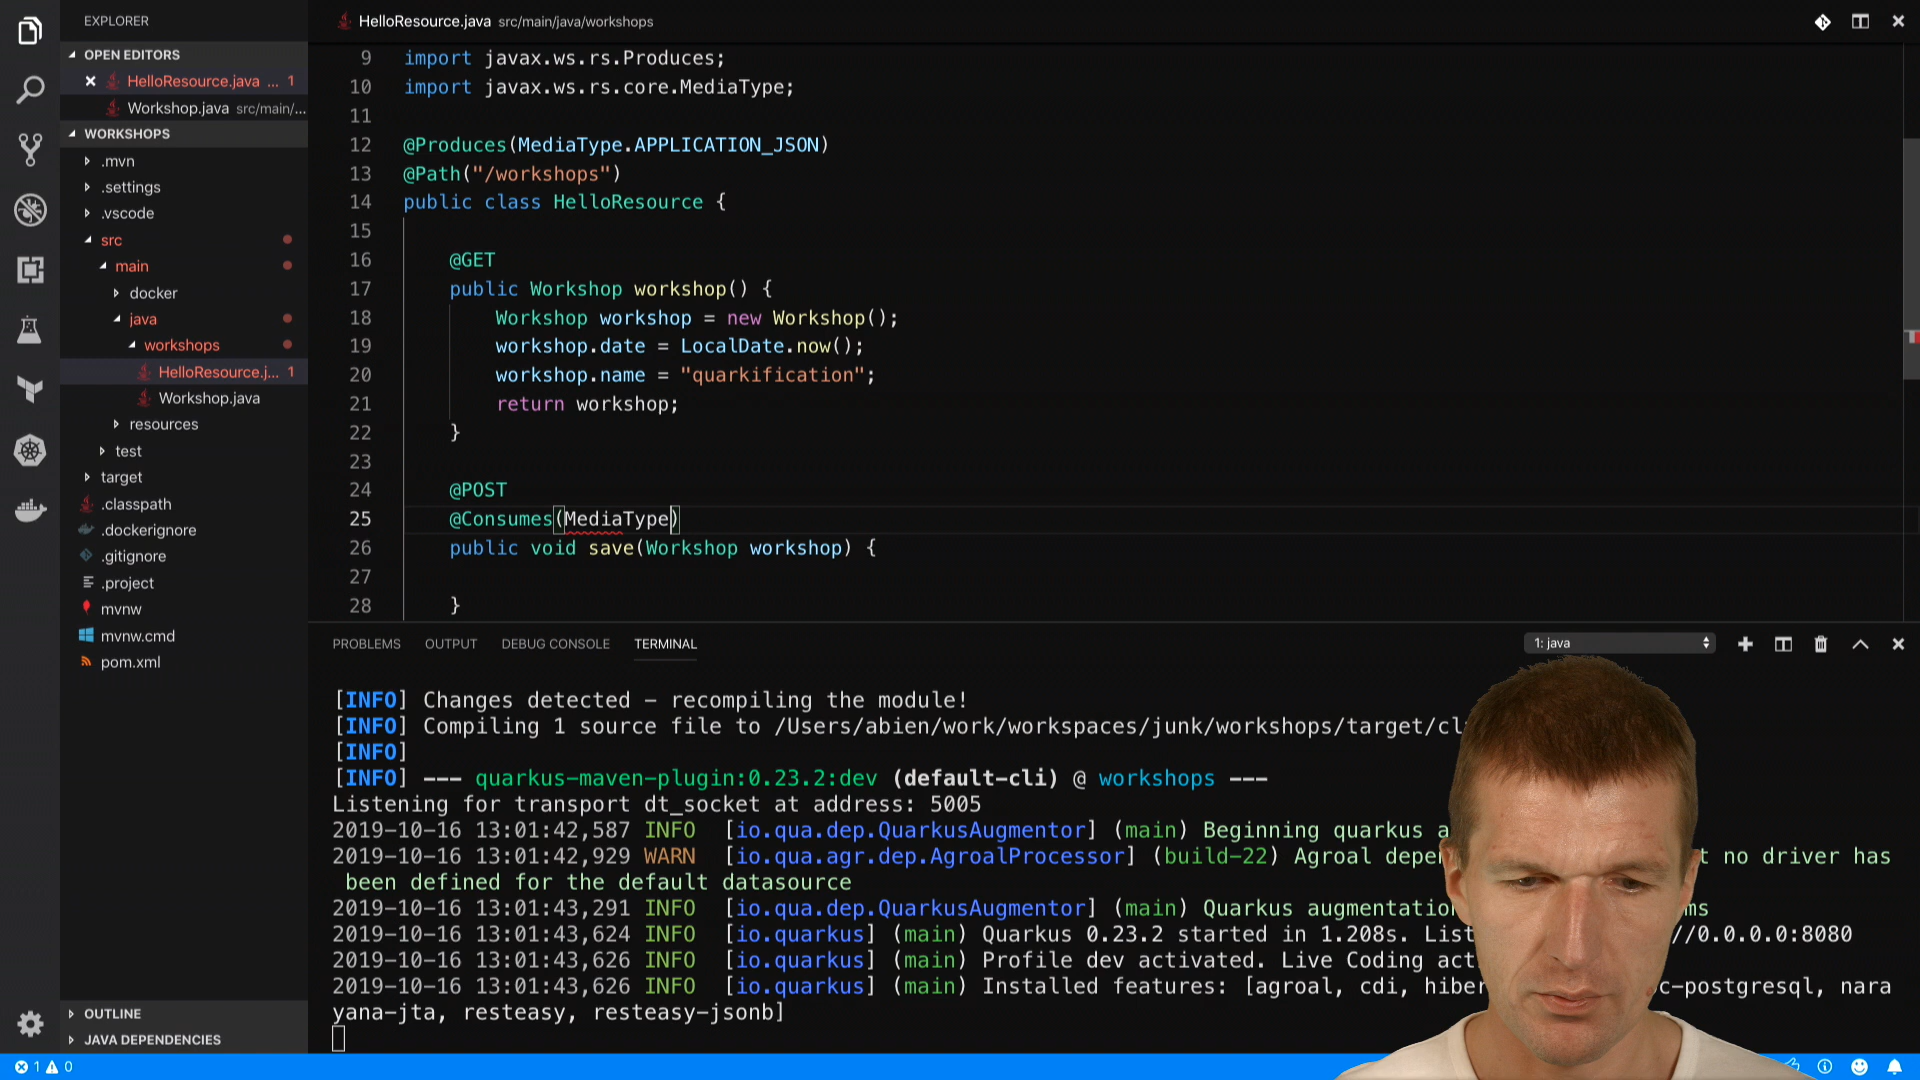 EXPLORER
OPEN EDITORS
HelloResource.java ... 1
Workshop.java src/main/...
WORKSHOPS
.mvn
.settings
.vscode
src
main
docker
java
workshops
HelloResource.j... 1
Workshop.java
resources
test
target
.classpath
.dockerignore
.gitignore
.project
mvnw
mvnw.cmd
pom.xml
OUTLINE
JAVA DEPENDENCIES
HelloResource.java src/main/java/workshops
9 import javax.ws.rs.Produces;
10 import javax.ws.rs.core.MediaType;
11
12 @Produces(MediaType.APPLICATION_JSON)
13 @Path("/workshops")
14 public class HelloResource {
15
16 @GET
17 public Workshop workshop() {
18 Workshop workshop = new Workshop();
19 workshop.date = LocalDate.now();
20 workshop.name = "quarkification";
21 return workshop;
22 }
23
24 @POST
25 @Consumes(MediaType)
26 public void save(Workshop workshop) {
27
28 }
PROBLEMS OUTPUT DEBUG CONSOLE TERMINAL 1: java
[INFO] Changes detected - recompiling the module!
[INFO] Compiling 1 source file to /Users/abien/work/workspaces/junk/workshops/target/cl
[INFO]
[INFO] --- quarkus-maven-plugin:0.23.2:dev (default-cli) @ workshops ---
Listening for transport dt_socket at address: 5005
2019-10-16 13:01:42,587 INFO [io.qua.dep.QuarkusAugmentor] (main) Beginning quarkus a
2019-10-16 13:01:42,929 WARN [io.qua.agr.dep.AgroalProcessor] (build-22) Agroal depe t no driver has
been defined for the default datasource
2019-10-16 13:01:43,291 INFO [io.qua.dep.QuarkusAugmentor] (main) Quarkus augmentatio ms
2019-10-16 13:01:43,624 INFO [io.quarkus] (main) Quarkus 0.23.2 started in 1.208s. List //0.0.0.0:8080
2019-10-16 13:01:43,626 INFO [io.quarkus] (main) Profile dev activated. Live Coding act
2019-10-16 13:01:43,626 INFO [io.quarkus] (main) Installed features: [agroal, cdi, hiber c-postgresql, nara
yana-jta, resteasy, resteasy-jsonb]
1 0